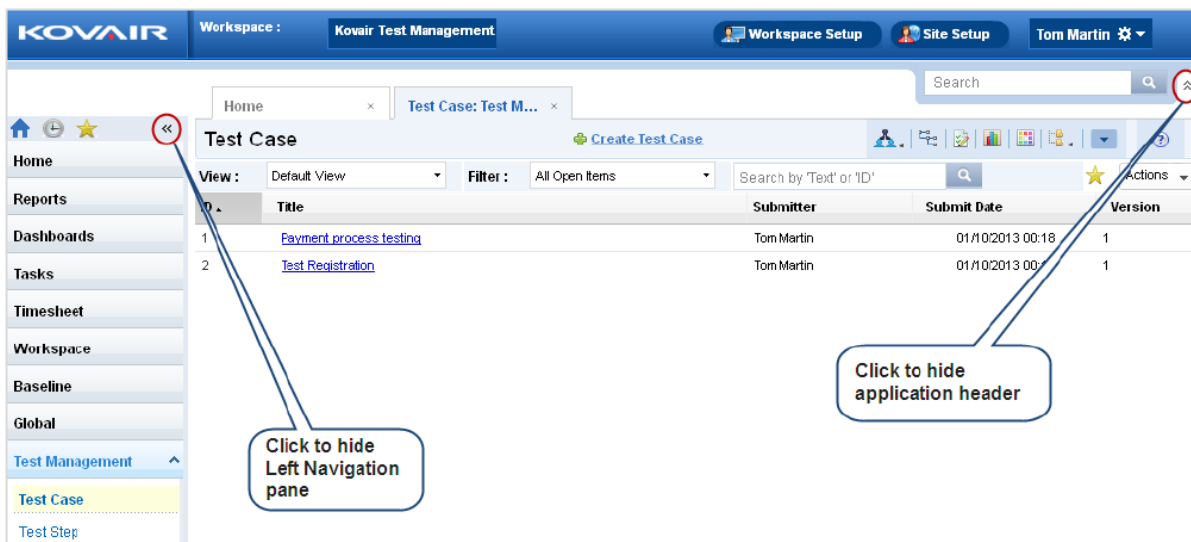 KOVAIR
Workspace :
Kovair Test Management
Workspace Setup
Site Setup
Tom Martin
Search
Home ×
Test Case: Test M... ×
Test Case
Create Test Case
View : Default View
Filter : All Open Items
Search by 'Text' or 'ID'
Actions
Title Submitter Submit Date Version
1 Payment process testing Tom Martin 01/10/2013 00:18 1
2 Test Registration Tom Martin 01/10/2013 1
Home
Reports
Dashboards
Tasks
Timesheet
Workspace
Baseline
Global
Test Management
Test Case
Test Step
Click to hide
Left Navigation
pane
Click to hide
application header